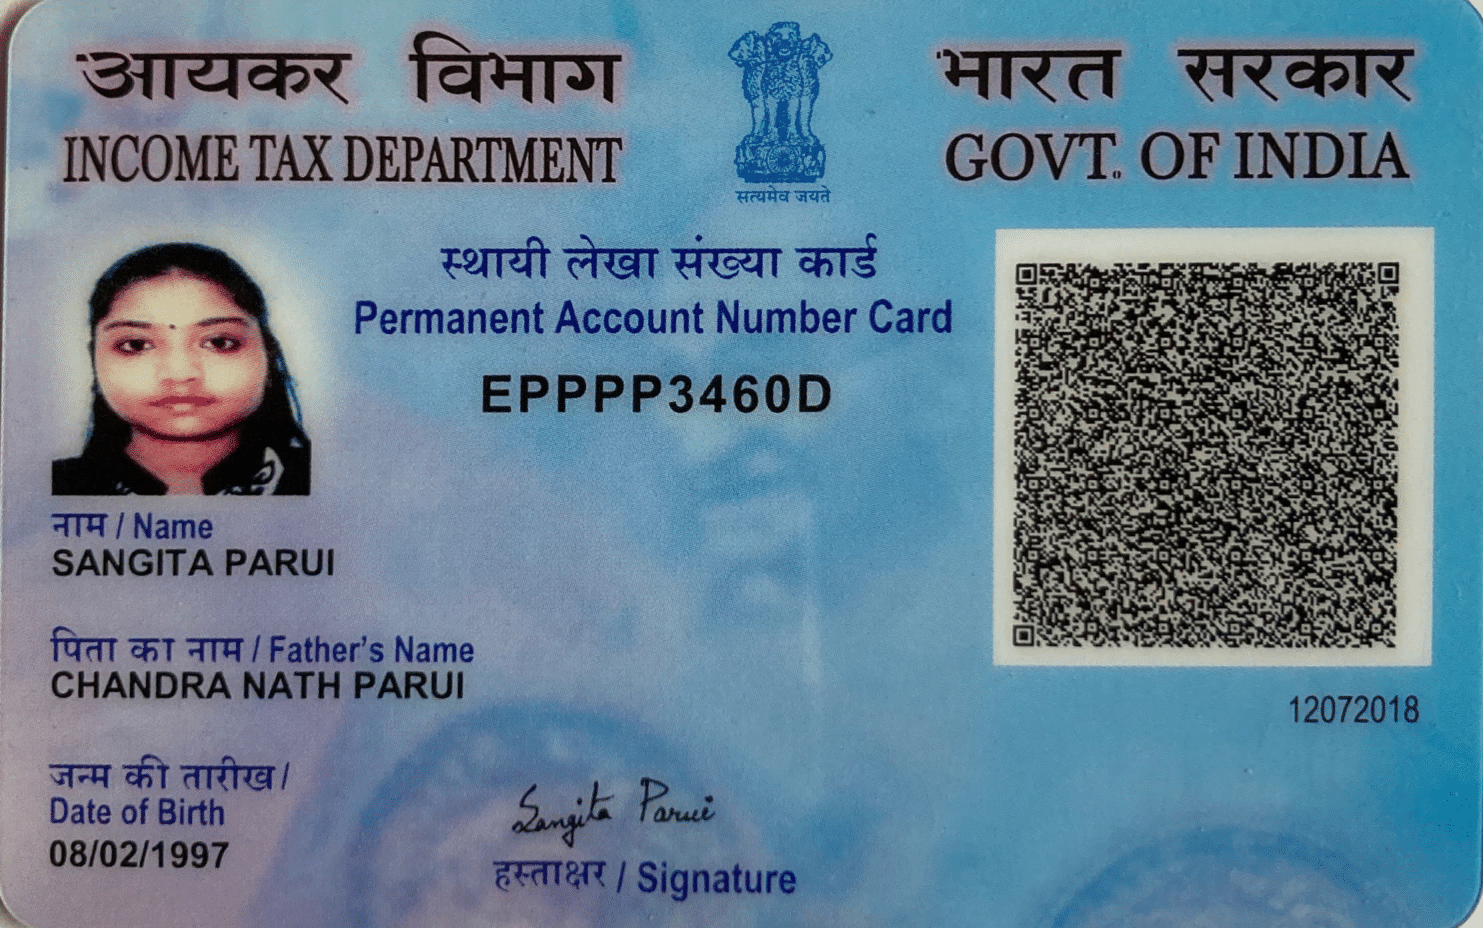 आयकर विभाग
INCOME TAX DEPARTMENT
सत्यमेव जयते
भारत सरकार
GOVT. OF INDIA
स्थायी लेखा संख्या कार्ड
Permanent Account Number Card
EPPPP3460D
नाम / Name
SANGITA PARUI
पिता का नाम / Father's Name
CHANDRA NATH PARUI
12072018
जन्म की तारीख /
Date of Birth
08/02/1997
Sangita Parui
हस्ताक्षर / Signature